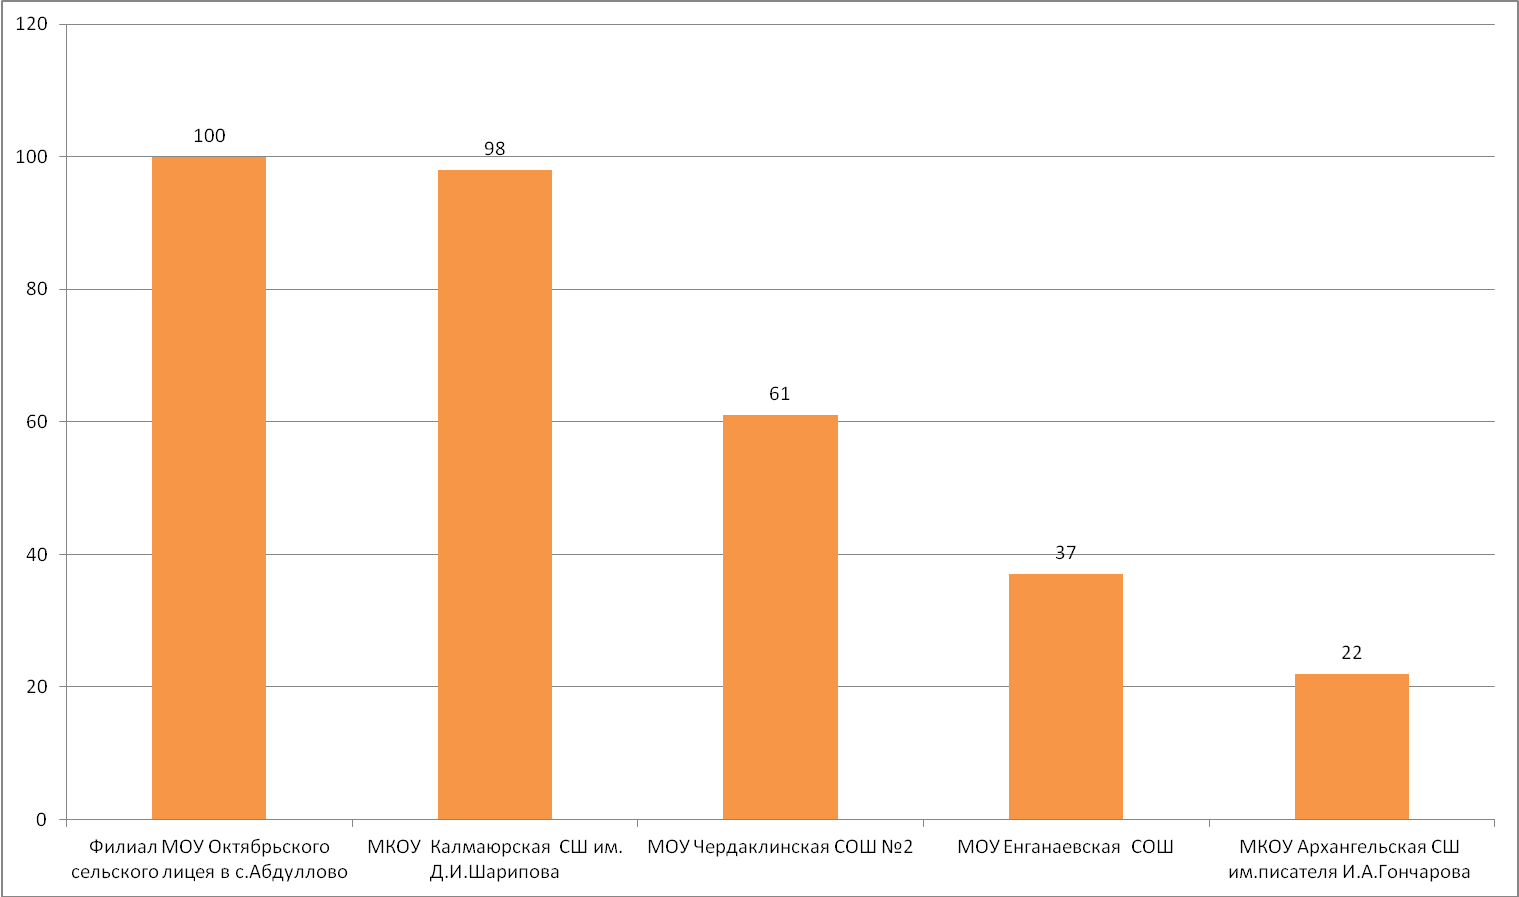 120
100
80
60
40
20
0
100
98
61
37
22
Филиал МОУ Октябрьского
сельского лицея в с.Абдуллово
МКОУ Калмаюрская СШ им.
Д.И.Шарипова
МОУ Чердаклинская СОШ №2
МОУ Енганаевская СОШ
МКОУ Архангельская СШ
им.писателя И.А.Гончарова